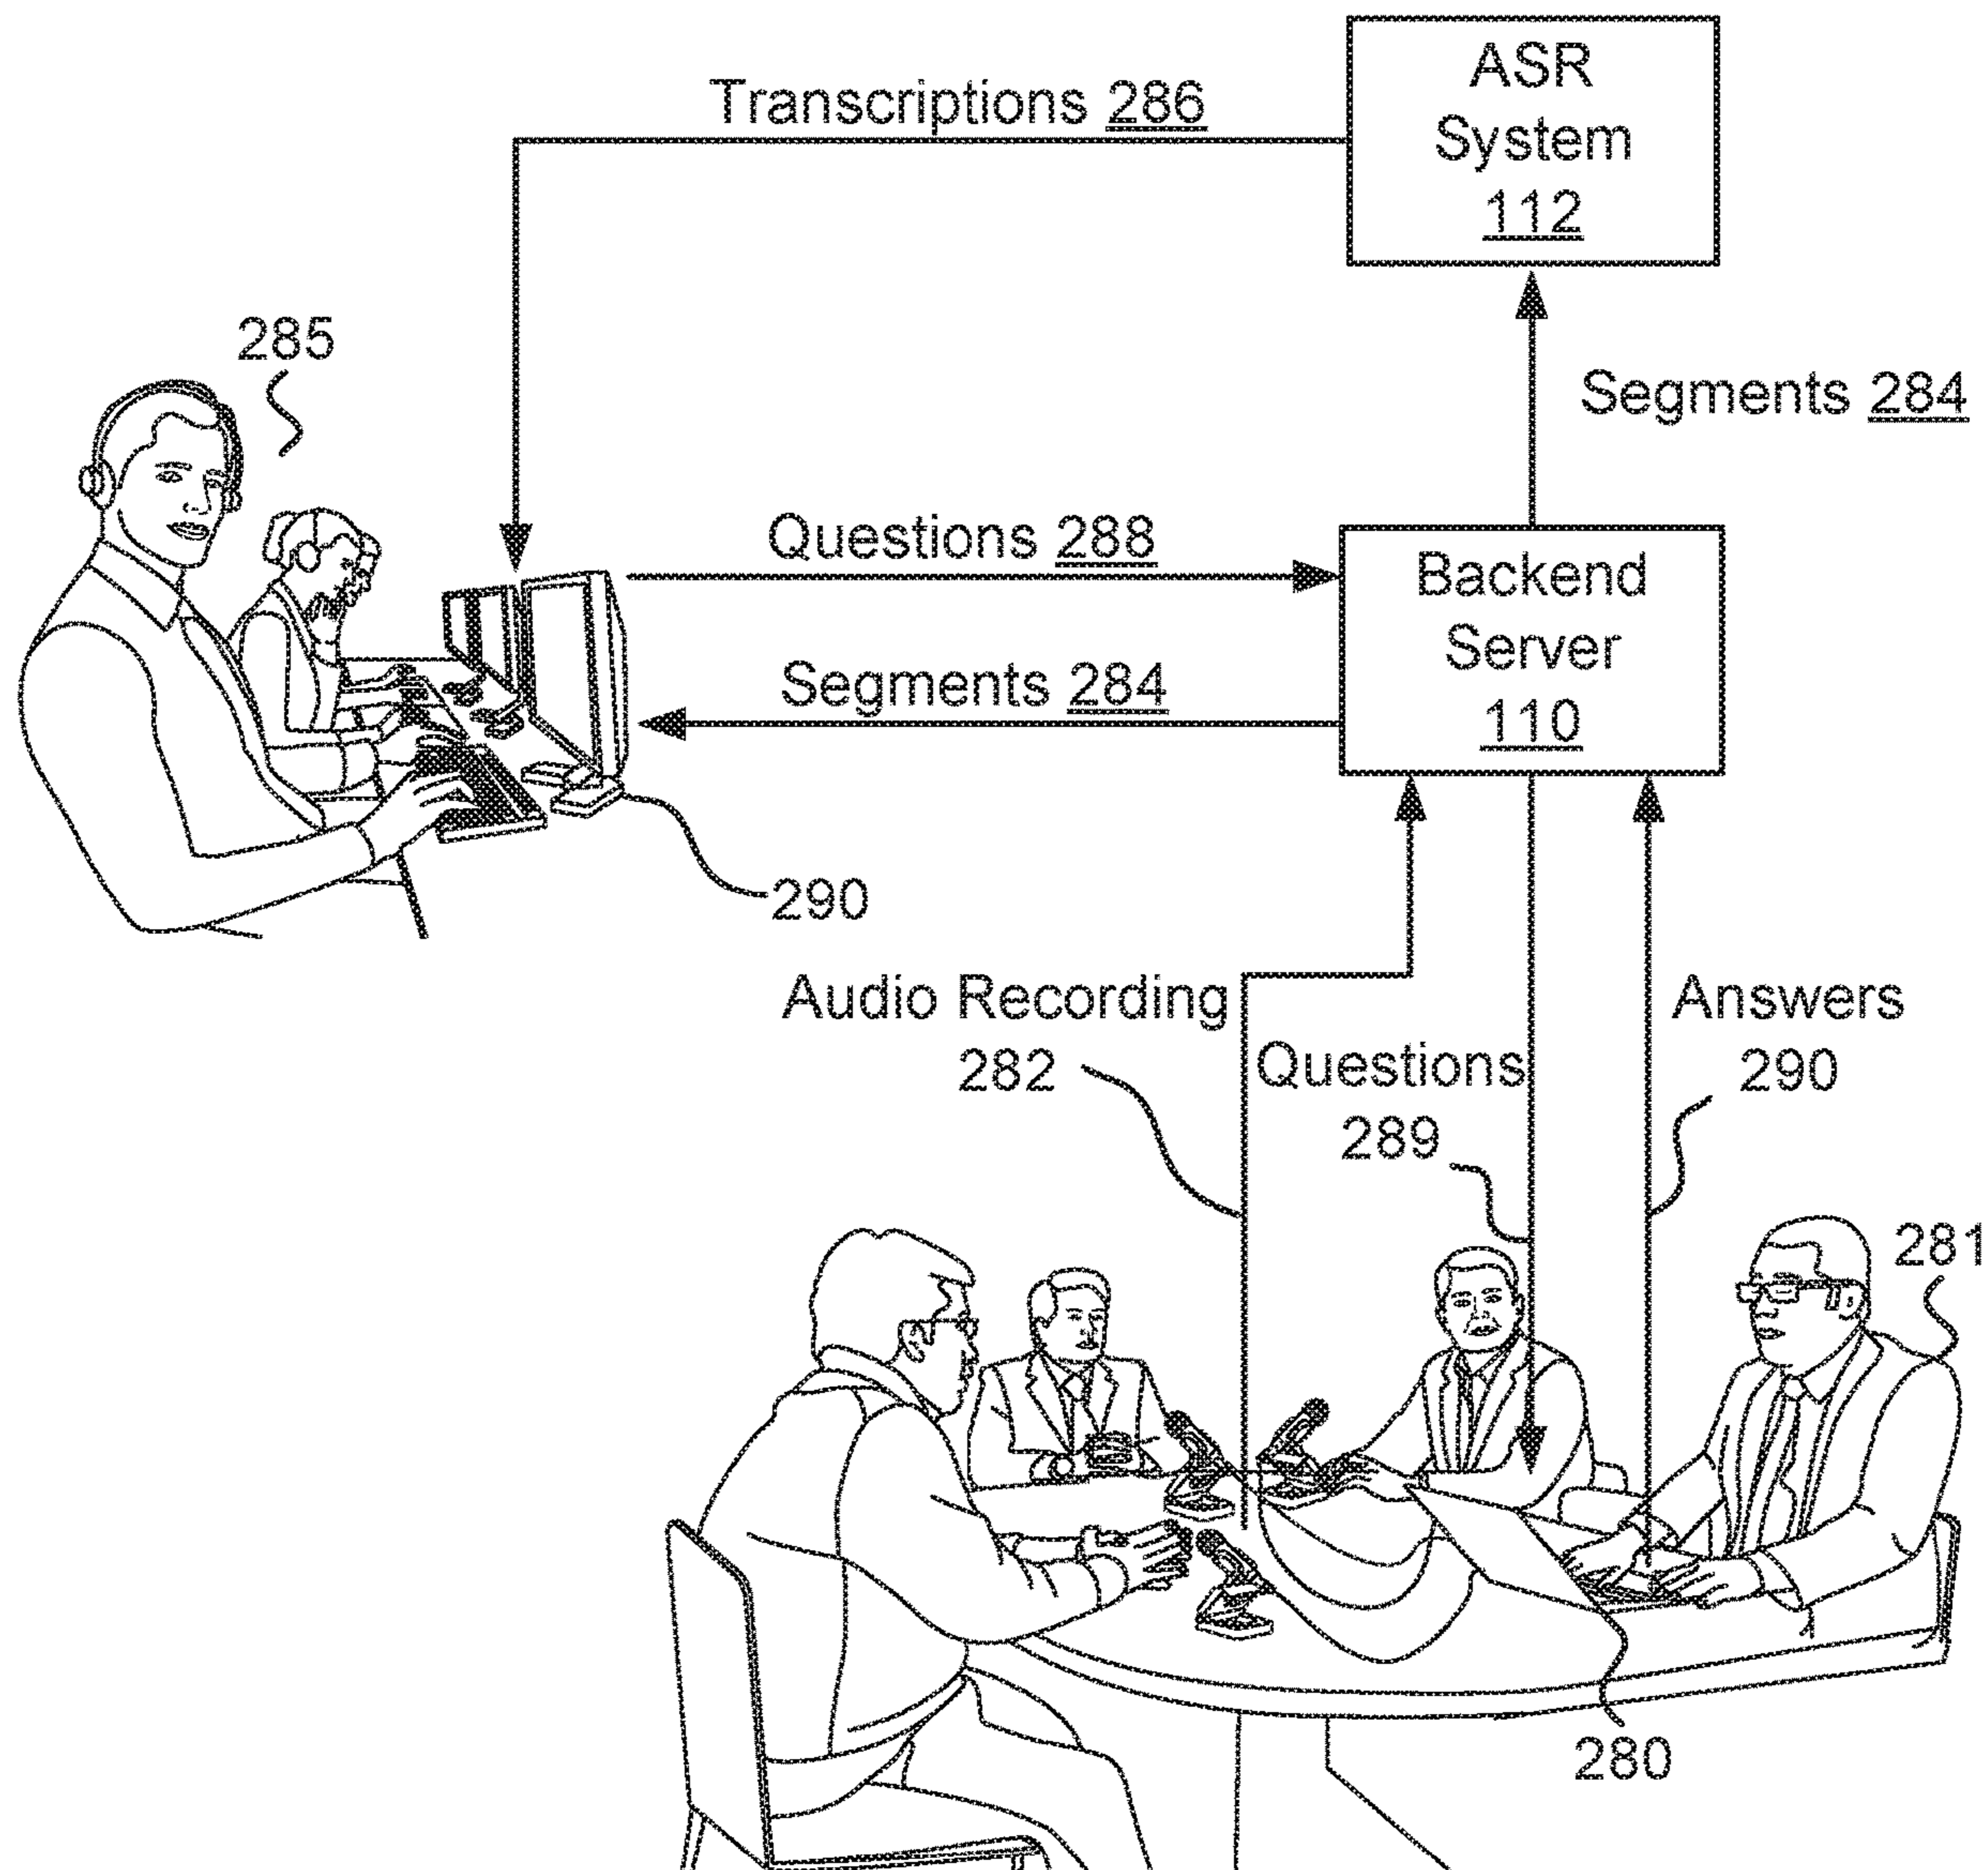 ASR
System
112
Transcriptions 286
285
Segments 284
Questions 288
Backend
Server
110
Segments 284
290
Audio Recording
282
Questions
289
Answers
290
281
280